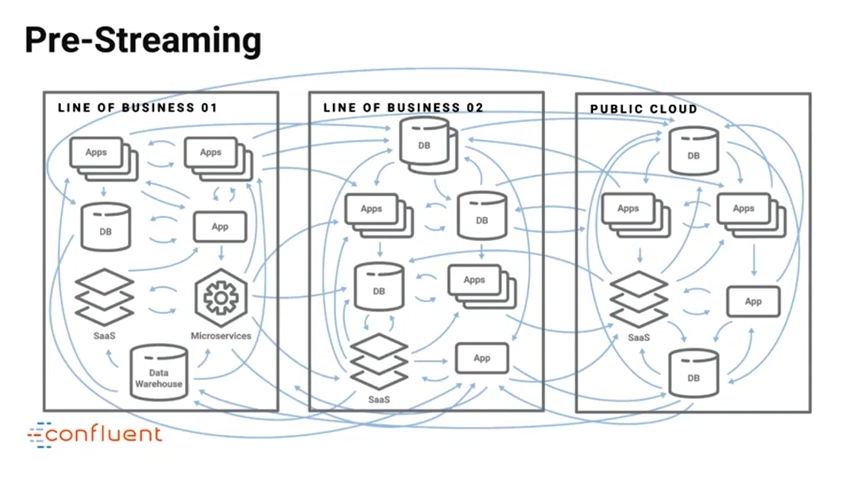 Pre-Streaming
LINE OF BUSINESS 01
Apps
Apps
DB
App
SaaS
Microservices
Data
Warehouse
LINE OF BUSINESS 02
DB
Apps
DB
DB
Apps
SaaS
App
PUBLIC CLOUD
DB
Apps
Apps
SaaS
App
DB
confluent